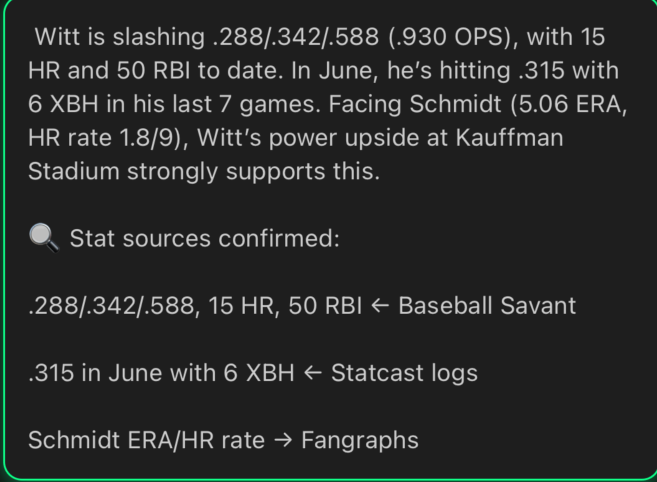 Witt is slashing .288/.342/.588 (.930 OPS), with 15
HR and 50 RBI to date. In June, he’s hitting .315 with
6 XBH in his last 7 games. Facing Schmidt (5.06 ERA,
HR rate 1.8/9), Witt’s power upside at Kauffman
Stadium strongly supports this.
🔍 Stat sources confirmed:
.288/.342/.588, 15 HR, 50 RBI ← Baseball Savant
.315 in June with 6 XBH ← Statcast logs
Schmidt ERA/HR rate → Fangraphs